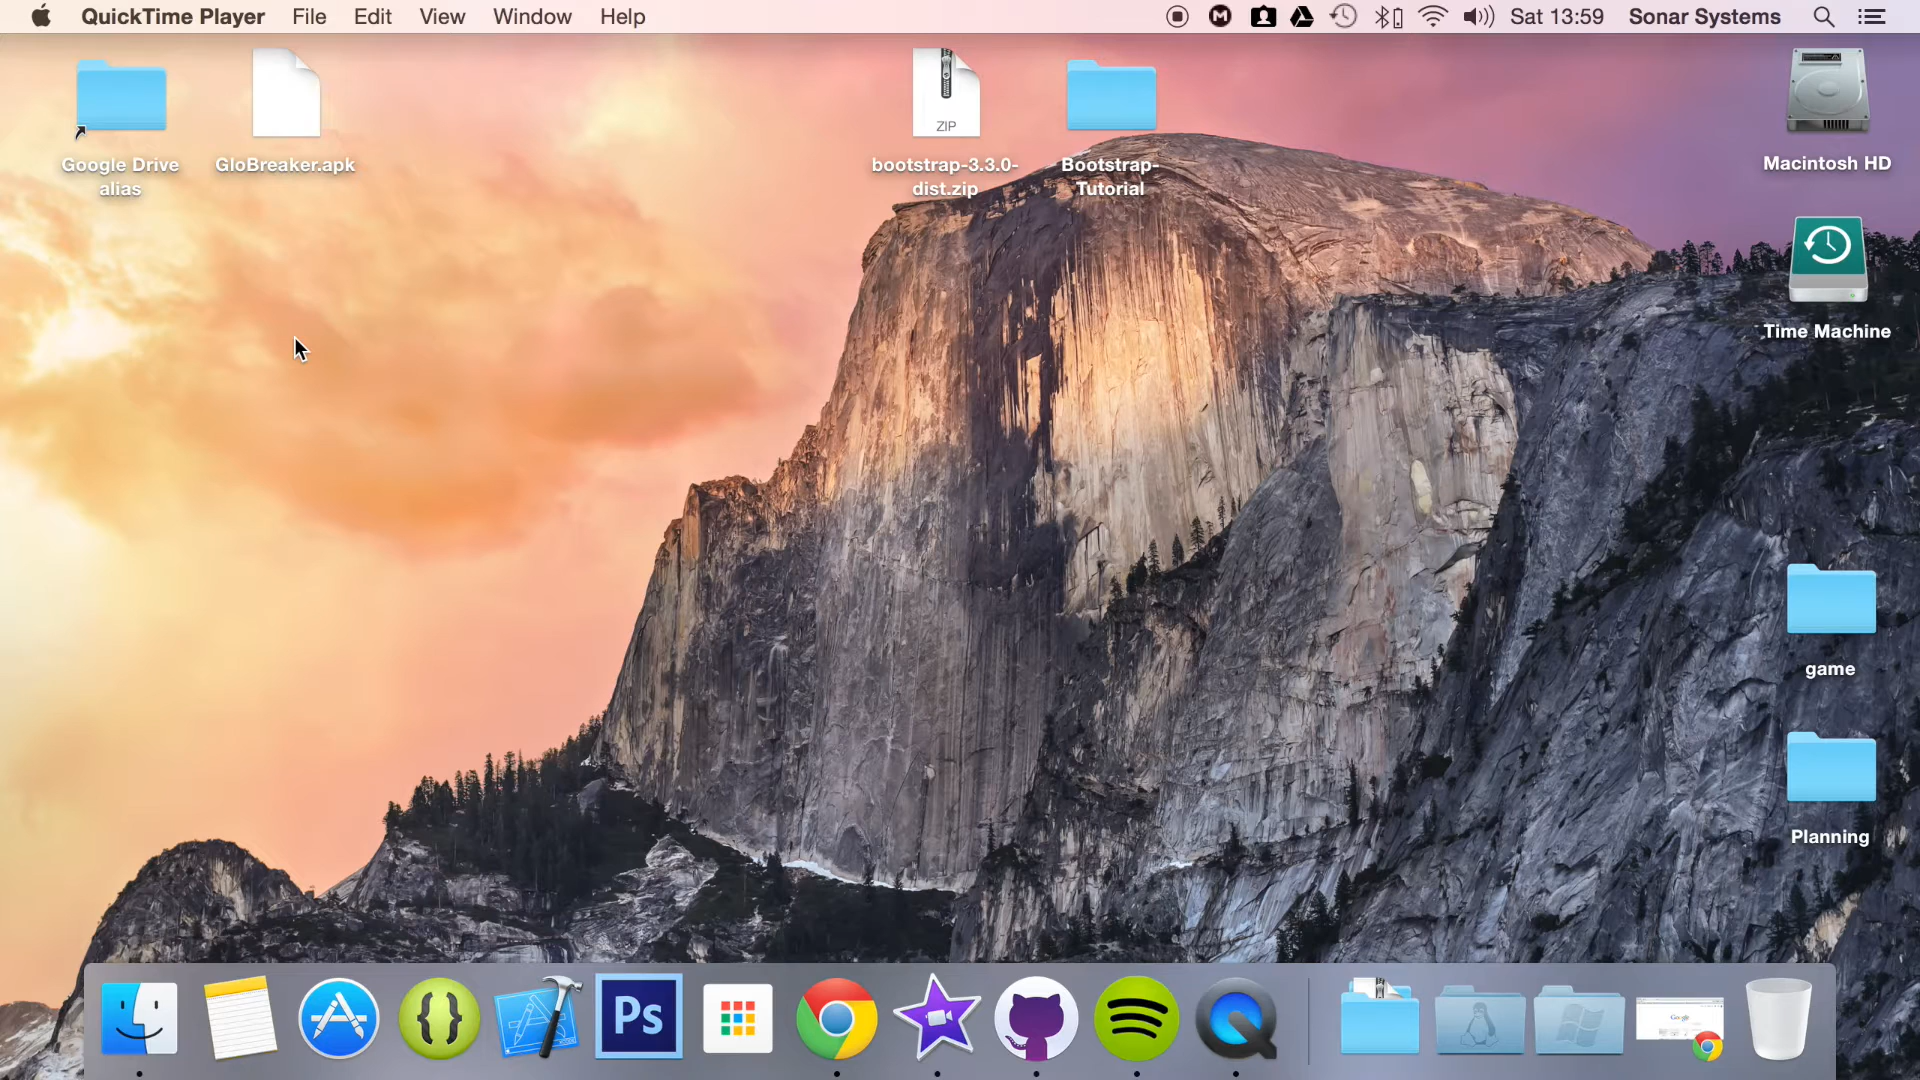 QuickTime Player File Edit View Window Help Sat 13:59 Sonar Systems
Google Drive
alias
GloBreaker.apk
ZIP
bootstrap-3.3.0-
dist.zip
Bootstrap-
Tutorial
Macintosh HD
Time Machine
game
Planning
Ps
Google